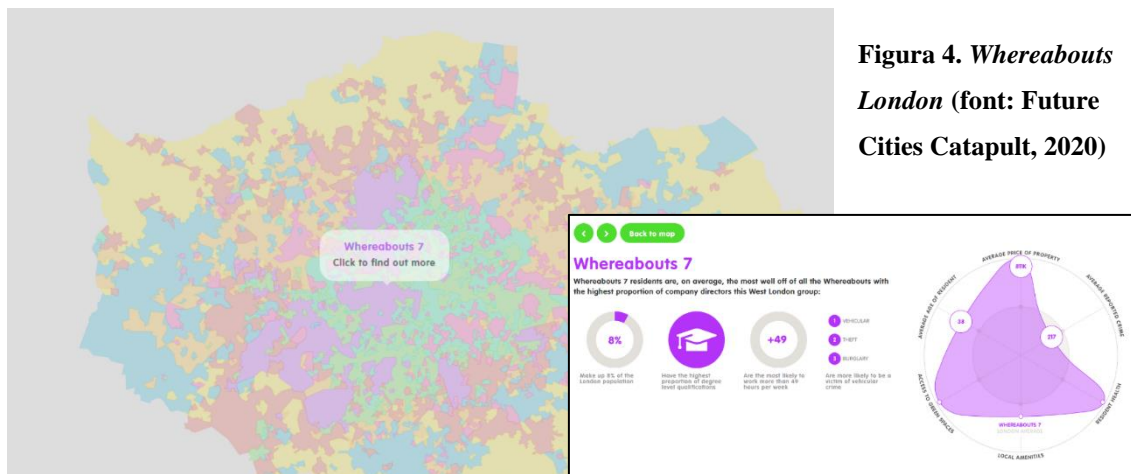 Figura 4. Whereabouts
London (font: Future
Cities Catapult, 2020)
Whereabouts 7
Click to find out more
Back to map
Whereabouts 7
Whereabouts 7 residents are, on average, the most well off of all the Whereabouts with
the highest proportion of company directors this West London group:
8%
Make up 8% of the
London population
Have the highest
proportion of degree
level qualifications
+49
Are the most likely to
work more than 49
hours per week
1 VEHICULAR
2 THEFT
3 BURGLARY
Are more likely to be a
victim of vehicular
crime
AVERAGE PRICE OF PROPERTY
AVERAGE REPORTED CRIME
RESIDENT HEALTH
LOCAL AMENITIES
ACCESS TO GREEN SPACES
AVERAGE AGE OF RESIDENT
38
217
WHEREABOUTS 7
LONDON AVERAGE